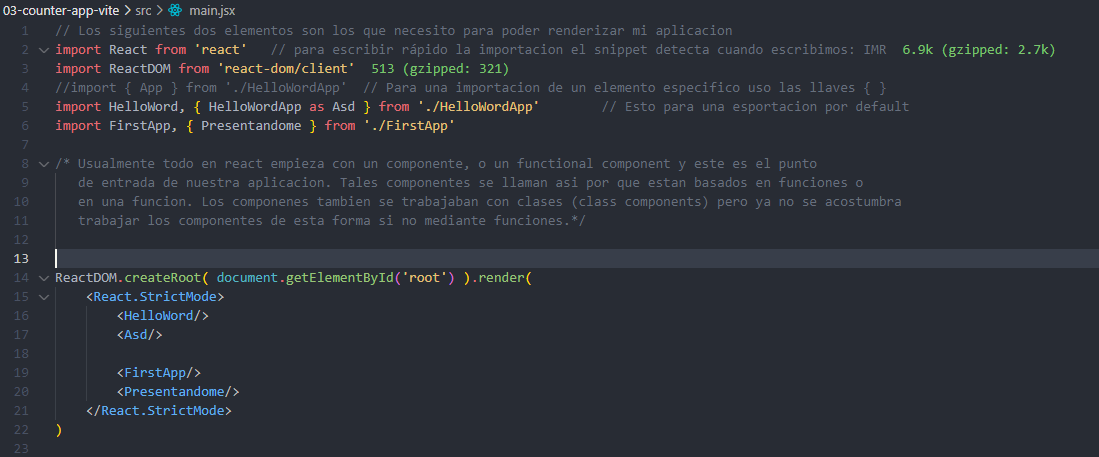 03-counter-app-vite > src > main.jsx
1 // Los siguientes dos elementos son los que necesito para poder renderizar mi aplicacion
2 import React from 'react' // para escribir rápido la importacion el snippet detecta cuando escribimos: IMR 6.9k (gzipped: 2.7k)
3 import ReactDOM from 'react-dom/client' 513 (gzipped: 321)
4 //import { App } from './HelloWordApp' // Para una importacion de un elemento especifico uso las llaves { }
5 import HelloWord, { HelloWordApp as Asd } from './HelloWordApp' // Esto para una esportacion por default
6 import FirstApp, { Presentandome } from './FirstApp'
7
8 /* Usualmente todo en react empieza con un componente, o un functional component y este es el punto
9 de entrada de nuestra aplicacion. Tales componentes se llaman asi por que estan basados en funciones o
10 en una funcion. Los componenes tambien se trabajaban con clases (class components) pero ya no se acostumbra
11 trabajar los componentes de esta forma si no mediante funciones.*/
12
13
14 ReactDOM.createRoot( document.getElementById('root') ).render(
15 <React.StrictMode>
16 <HelloWord/>
17 <Asd/>
18
19 <FirstApp/>
20 <Presentandome/>
21 </React.StrictMode>
22 )
23